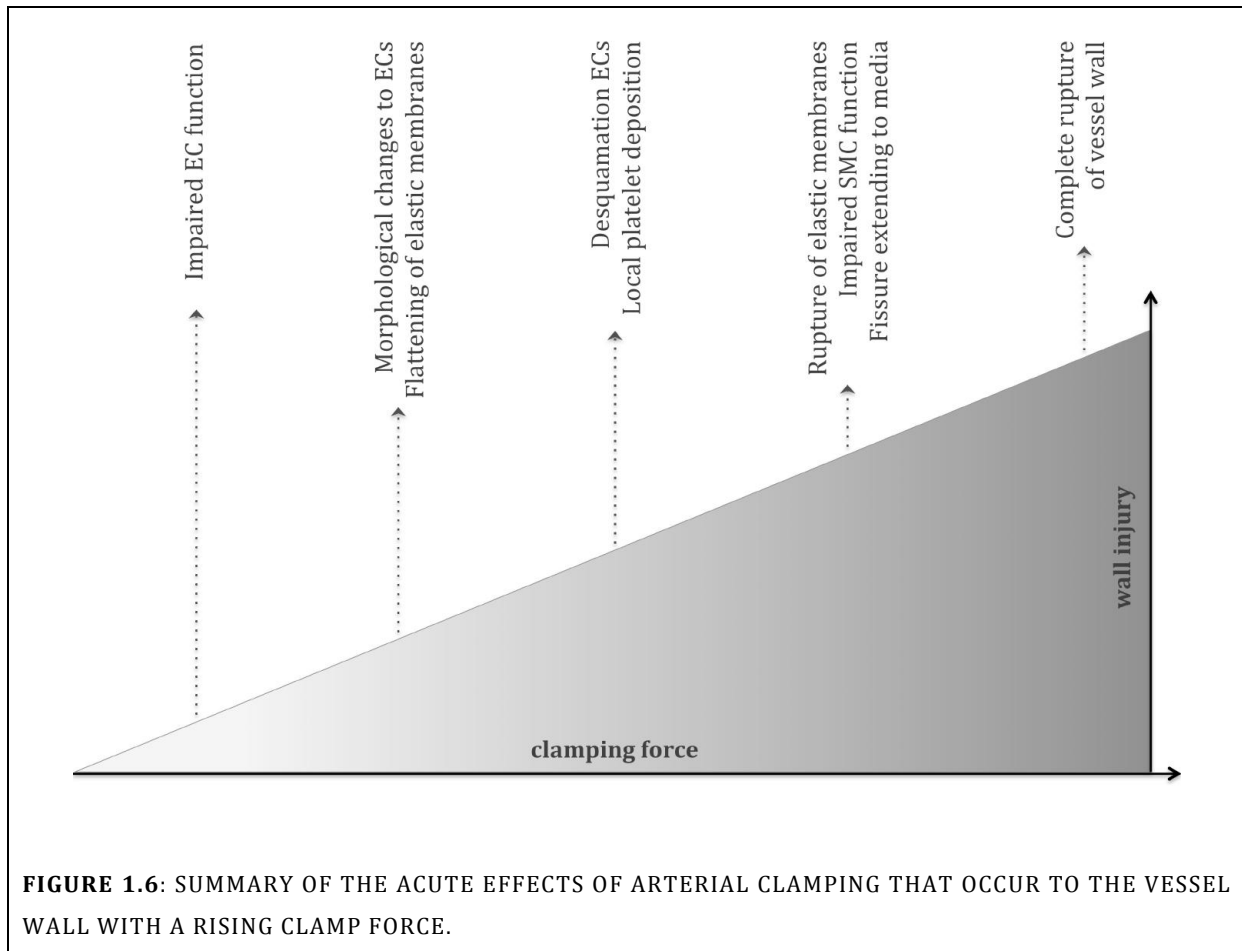 Impaired EC function
Morphological changes to ECs
Flattening of elastic membranes
Desquamation ECs
Local platelet deposition
Rupture of elastic membranes
Impaired SMC function
Fissure extending to media
Complete rupture
of vessel wall
wall injury
clamping force
FIGURE 1.6: SUMMARY OF THE ACUTE EFFECTS OF ARTERIAL CLAMPING THAT OCCUR TO THE VESSEL
WALL WITH A RISING CLAMP FORCE.